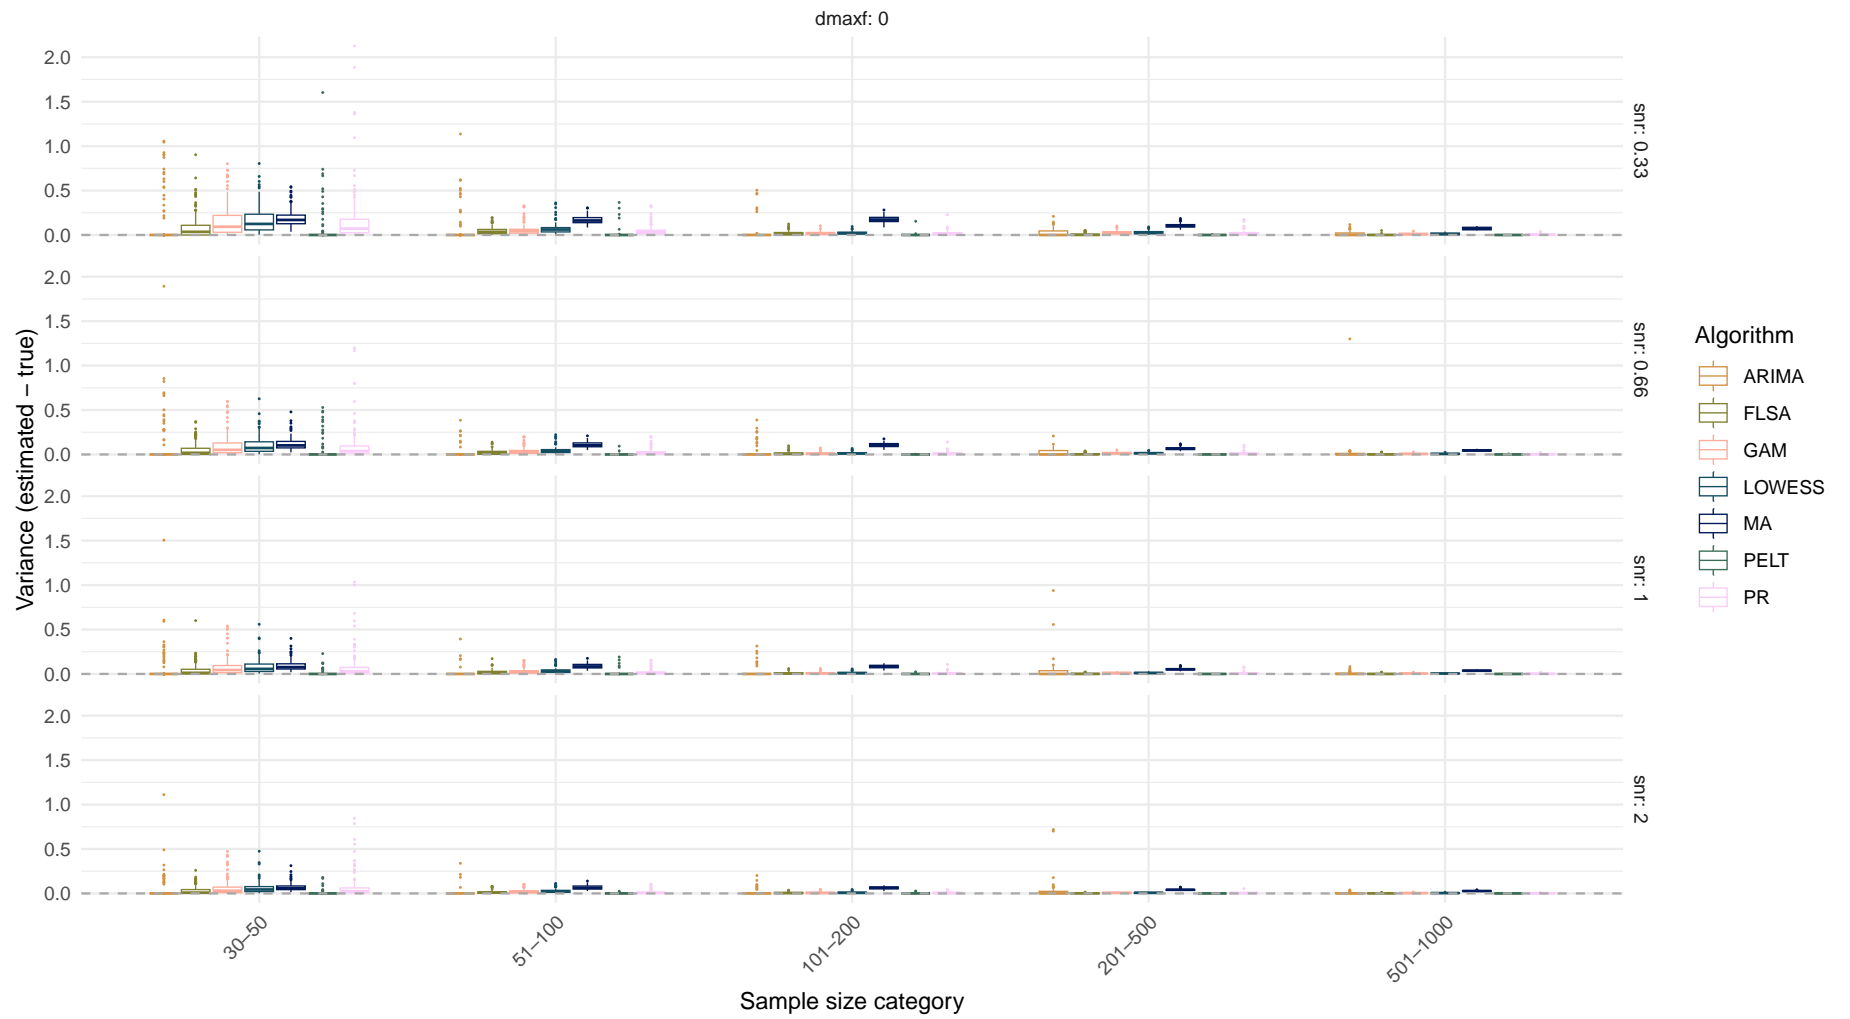 dmaxf: 0
2.0
1.5
1.0
0.5
0.0
snr: 0.33
2.0
1.5
1.0
0.5
0.0
snr: 0.66
2.0
1.5
1.0
0.5
0.0
snr: 1
2.0
1.5
1.0
0.5
0.0
snr: 2
Variance (estimated − true)
30−50
51−100
101−200
201−500
501−1000
Sample size category
Algorithm
ARIMA
FLSA
GAM
LOWESS
MA
PELT
PR